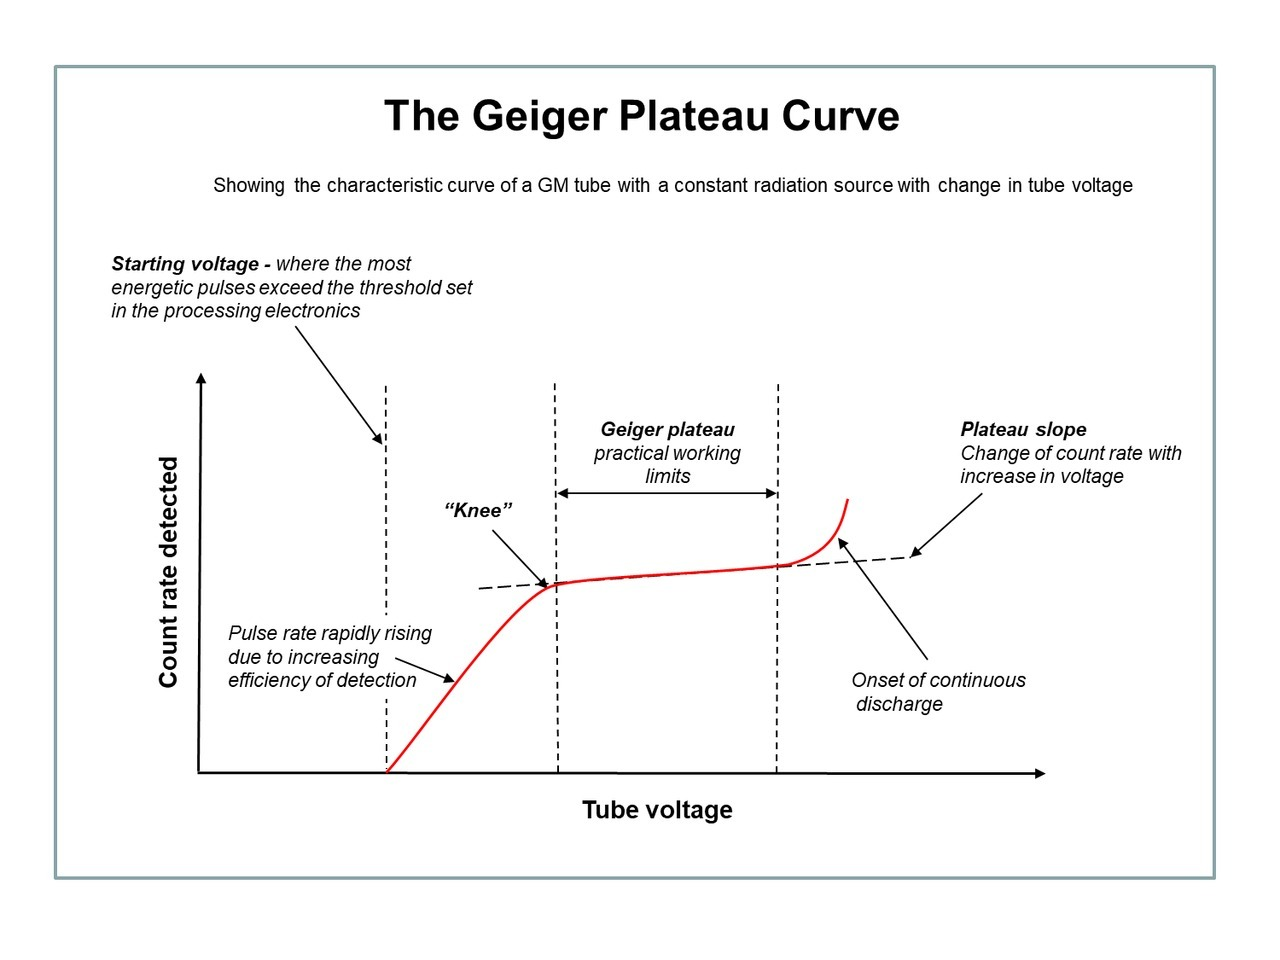 The Geiger Plateau Curve
Showing the characteristic curve of a GM tube with a constant radiation source with change in tube voltage
Starting voltage - where the most
energetic pulses exceed the threshold set
in the processing electronics
Geiger plateau
practical working
limits
Plateau slope
Change of count rate with
increase in voltage
“Knee”
Count rate detected
Pulse rate rapidly rising
due to increasing
efficiency of detection
Onset of continuous
discharge
Tube voltage